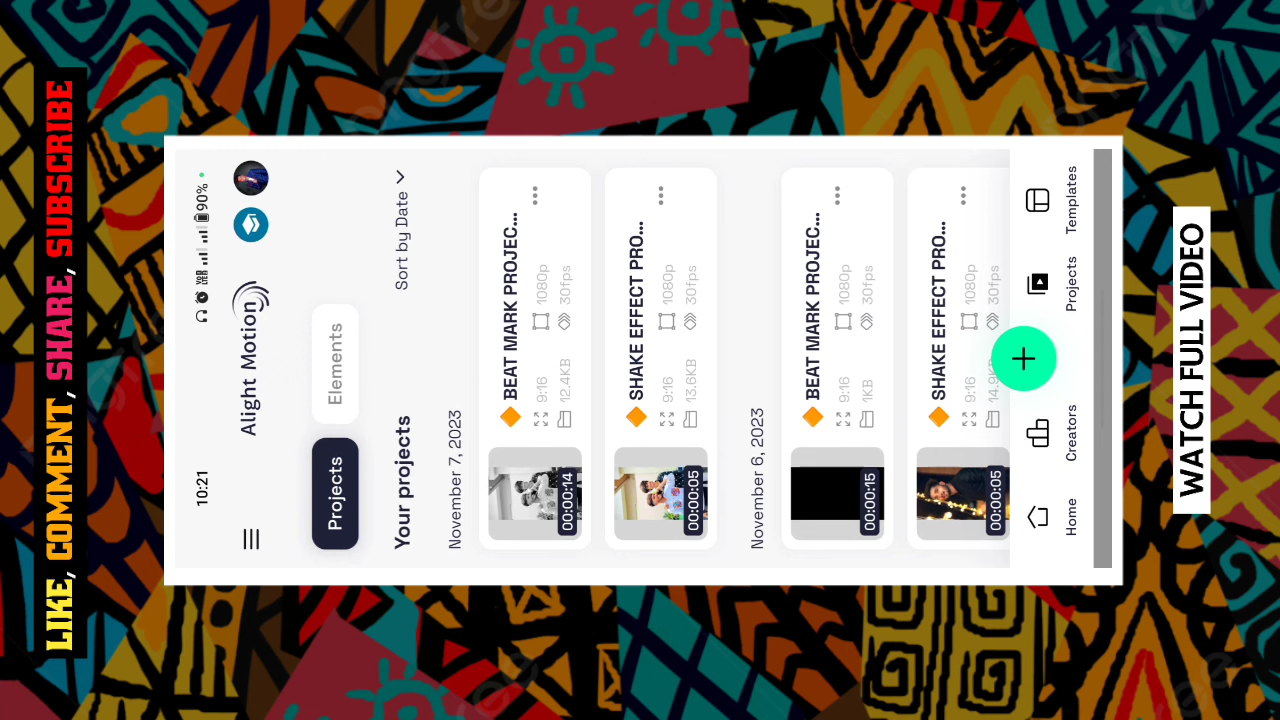 LIKE, COMMENT, SHARE, SUBSCRIBE
10:21
90%
Alight Motion
Projects
Elements
Your projects
Sort by Date
November 7, 2023
00:00:14
BEAT MARK PROJEC...
9:16 1080p
12.4KB 30fps
00:00:05
SHAKE EFFECT PRO...
9:16 1080p
13.6KB 30fps
November 6, 2023
00:00:15
BEAT MARK PROJEC...
9:16 1080p
1KB 30fps
00:00:05
SHAKE EFFECT PRO...
9:16 1080p
14.9KB 30fps
Home Creators Projects Templates
WATCH FULL VIDEO